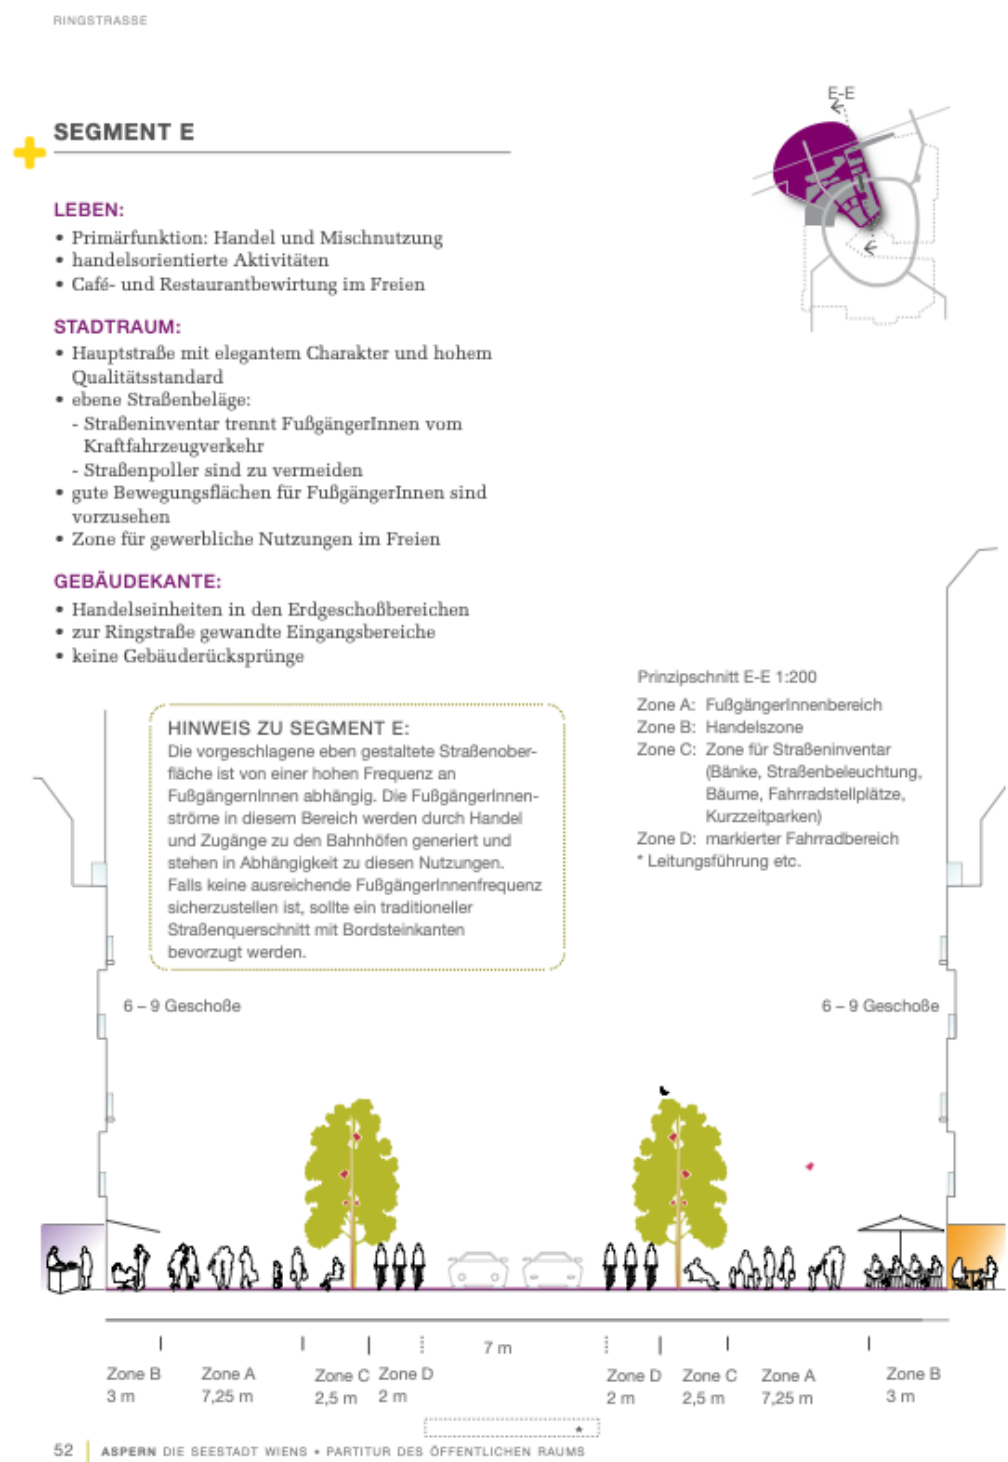 RINGSTRASSE
E-E
SEGMENT E
LEBEN:
• Primärfunktion: Handel und Mischnutzung
• handelsorientierte Aktivitäten
• Café- und Restaurantbewirtung im Freien
STADTRAUM:
• Hauptstraße mit elegantem Charakter und hohem
Qualitätsstandard
• ebene Straßenbeläge:
- Straßeninventar trennt FußgängerInnen vom
Kraftfahrzeugverkehr
- Straßenpoller sind zu vermeiden
• gute Bewegungsflächen für FußgängerInnen sind
vorzusehen
• Zone für gewerbliche Nutzungen im Freien
GEBÄUDEKANTE:
• Handelseinheiten in den Erdgeschoßbereichen
• zur Ringstraße gewandte Eingangsbereiche
• keine Gebäuderücksprünge
HINWEIS ZU SEGMENT E:
Die vorgeschlagene eben gestaltete Straßenober-
fläche ist von einer hohen Frequenz an
FußgängernInnen abhängig. Die FußgängerInnen-
ströme in diesem Bereich werden durch Handel
und Zugänge zu den Bahnhöfen generiert und
stehen in Abhängigkeit zu diesen Nutzungen.
Falls keine ausreichende FußgängerInnenfrequenz
sicherzustellen ist, sollte ein traditioneller
Straßenquerschnitt mit Bordsteinkanten
bevorzugt werden.
Prinzipschnitt E-E 1:200
Zone A: FußgängerInnenbereich
Zone B: Handelszone
Zone C: Zone für Straßeninventar
(Bänke, Straßenbeleuchtung,
Bäume, Fahrradstellplätze,
Kurzzeitparken)
Zone D: markierter Fahrradbereich
* Leitungsführung etc.
6 – 9 Geschoße
6 – 9 Geschoße
7 m
Zone B Zone A Zone C Zone D Zone D Zone C Zone A Zone B
3 m 7,25 m 2,5 m 2 m 2 m 2,5 m 7,25 m 3 m
*
52 ASPERN DIE SEESTADT WIENS • PARTITUR DES ÖFFENTLICHEN RAUMS